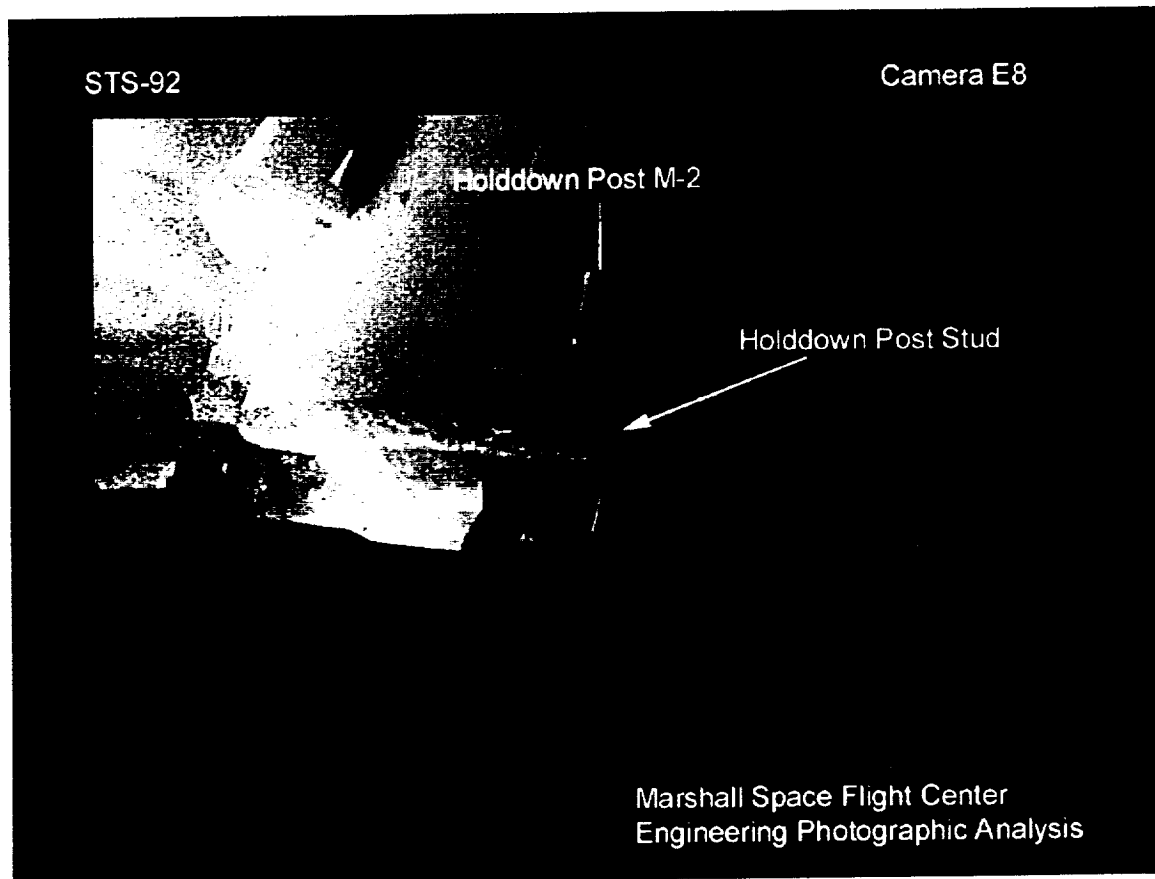 STS-92
Camera E8
Holddown Post M-2
Holddown Post Stud
Marshall Space Flight Center
Engineering Photographic Analysis